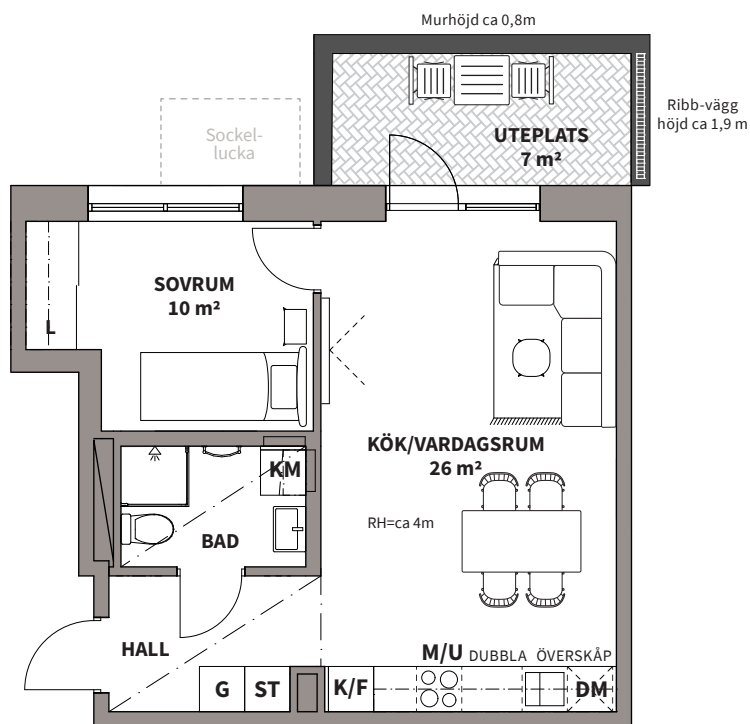 Murhöjd ca 0,8m
Ribb-vägg
höjd ca 1,9 m
Sockel-
lucka
UTEPLATS
7 m²
SOVRUM
10 m²
L
KÖK/VARDAGSRUM
26 m²
KM
RH=ca 4m
BAD
HALL
M/U DUBBLA ÖVERSKÅP
G
ST
K/F
DM